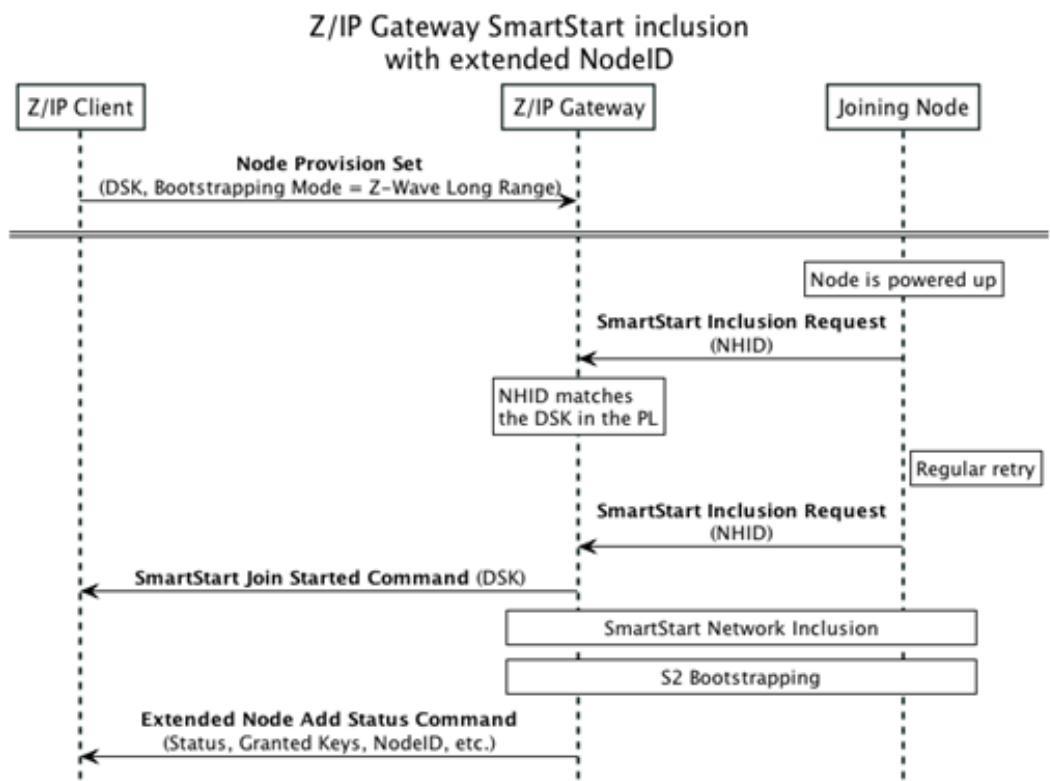 Z/IP Gateway SmartStart inclusion
with extended NodeID
Z/IP Client
Z/IP Gateway
Joining Node
Node Provision Set
(DSK, Bootstrapping Mode = Z-Wave Long Range)
Node is powered up
SmartStart Inclusion Request
(NHID)
NHID matches
the DSK in the PL
Regular retry
SmartStart Inclusion Request
(NHID)
SmartStart Join Started Command (DSK)
SmartStart Network Inclusion
S2 Bootstrapping
Extended Node Add Status Command
(Status, Granted Keys, NodeID, etc.)